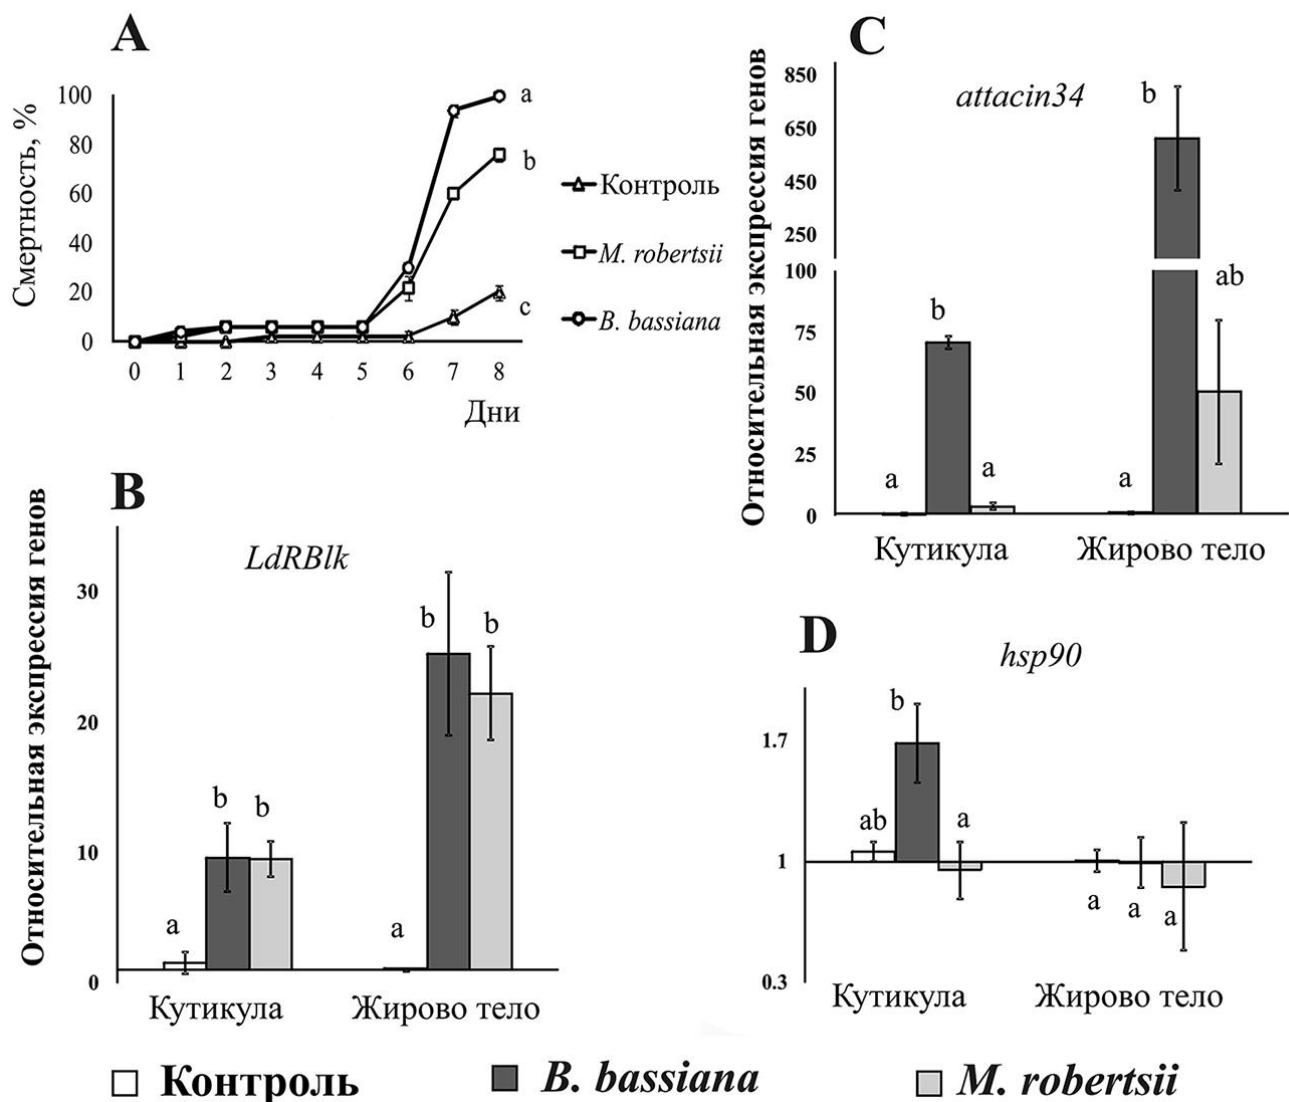 A
Смертность, %
100
80
60
40
20
0
0 1 2 3 4 5 6 7 8
Дни
a
b
c
Контроль
M. robertsii
B. bassiana
C
Относительная экспрессия генов
attacin34
850
650
450
250
100
75
50
25
0
a b a
a b ab
Кутикула Жирово тело
B
Относительная экспрессия генов
LdRBlk
30
20
10
0
a b b
a b b
Кутикула Жирово тело
D
hsp90
1.7
1
0.3
ab b a
a a a
Кутикула Жирово тело
Контроль B. bassiana M. robertsii